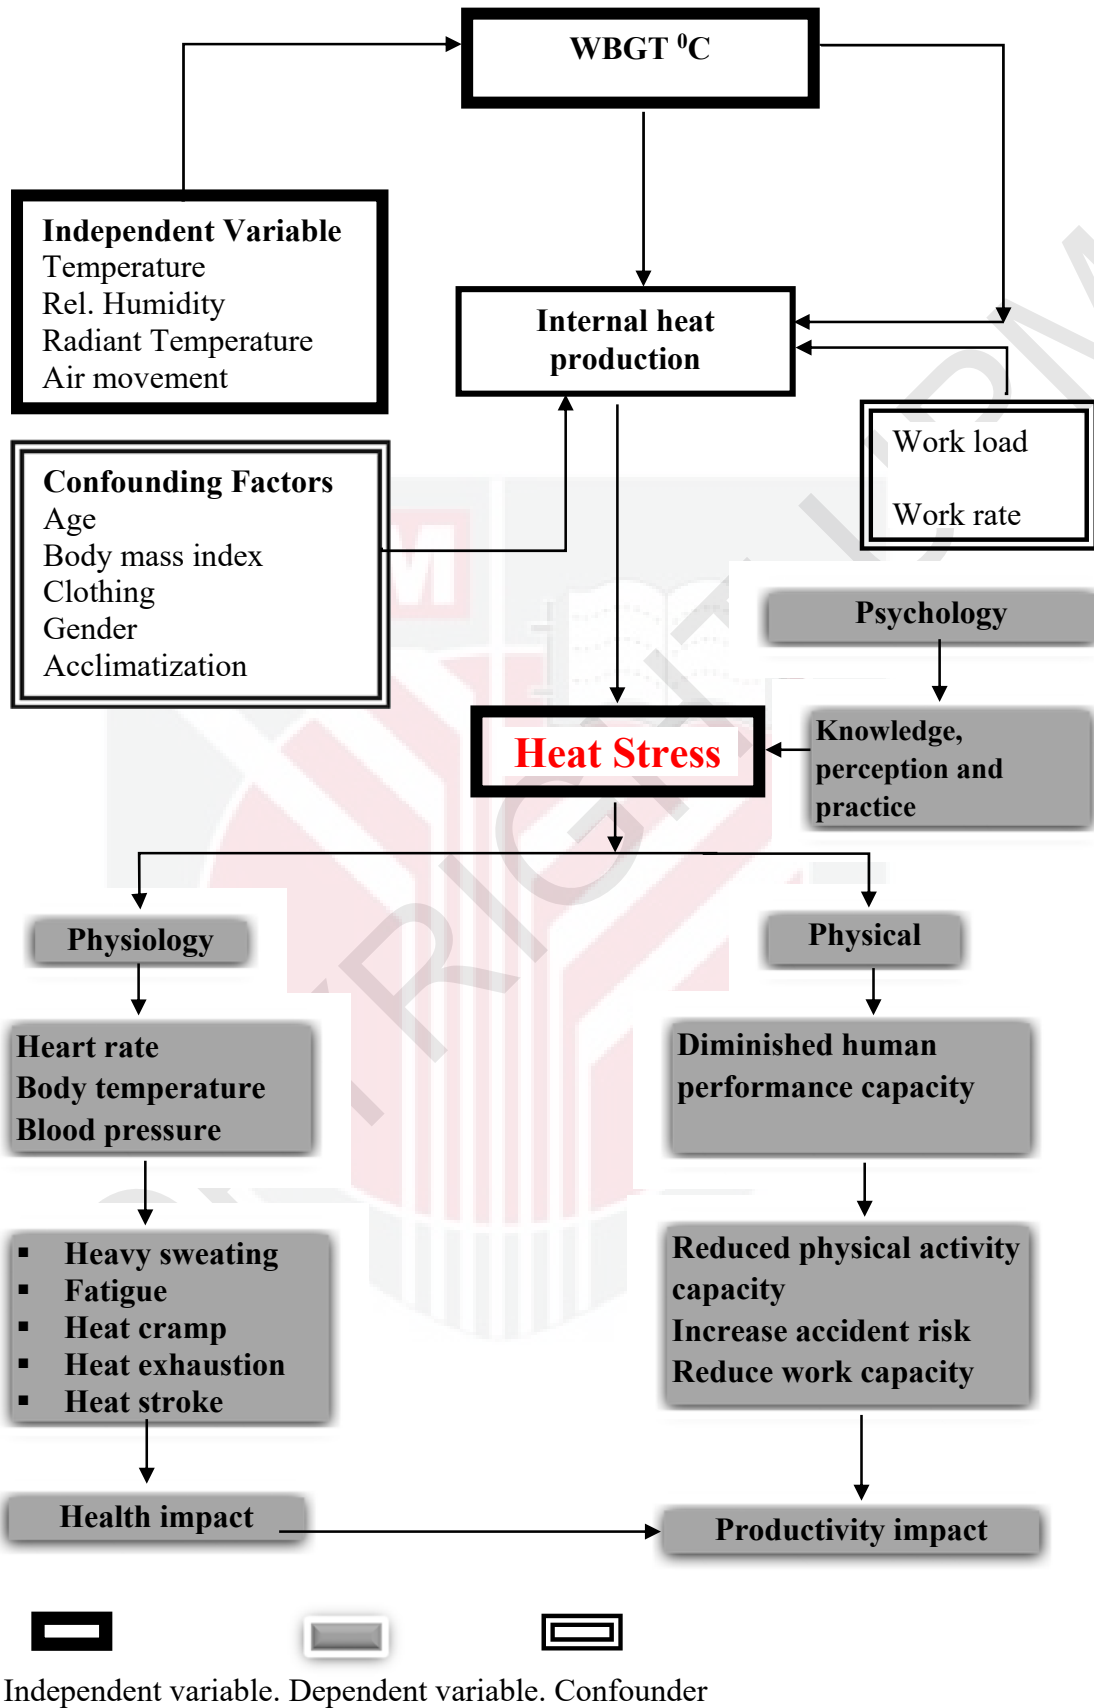 WBGT ⁰C
Independent Variable
Temperature
Rel. Humidity
Radiant Temperature
Air movement
Internal heat
production
Work load
Work rate
Confounding Factors
Age
Body mass index
Clothing
Gender
Acclimatization
Psychology
Knowledge,
perception and
practice
Heat Stress
Physiology
Physical
Heart rate
Body temperature
Blood pressure
Diminished human
performance capacity
▪ Heavy sweating
▪ Fatigue
▪ Heat cramp
▪ Heat exhaustion
▪ Heat stroke
Reduced physical activity
capacity
Increase accident risk
Reduce work capacity
Health impact
Productivity impact
Independent variable. Dependent variable. Confounder